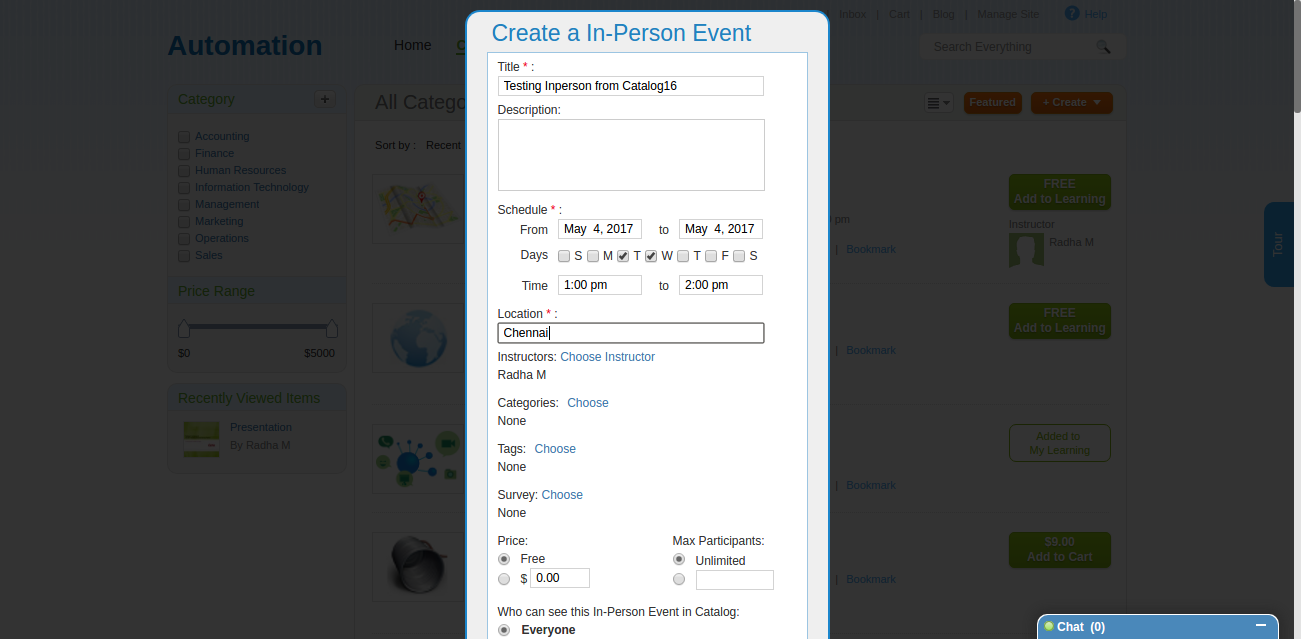 Inbox | Cart | Blog | Manage Site ? Help
Automation
Home
Search Everything
Category +
Accounting
Finance
Human Resources
Information Technology
Management
Marketing
Operations
Sales
Price Range
$0 $5000
Recently Viewed Items
Presentation
By Radha M
All Catego
Sort by : Recent
Create a In-Person Event
Title * :
Testing Inperson from Catalog16
Description:
Schedule * :
From May 4, 2017 to May 4, 2017
Days S M T W T F S
Time 1:00 pm to 2:00 pm
Location * :
Chennai
Instructors: Choose Instructor
Radha M
Categories: Choose
None
Tags: Choose
None
Survey: Choose
None
Price: Max Participants:
Free Unlimited
$ 0.00
Who can see this In-Person Event in Catalog:
Everyone
Featured + Create
FREE
Add to Learning
pm
Instructor
Radha M
| Bookmark
FREE
Add to Learning
| Bookmark
Added to
My Learning
| Bookmark
$9.00
Add to Cart
| Bookmark
Tour
Chat (0)